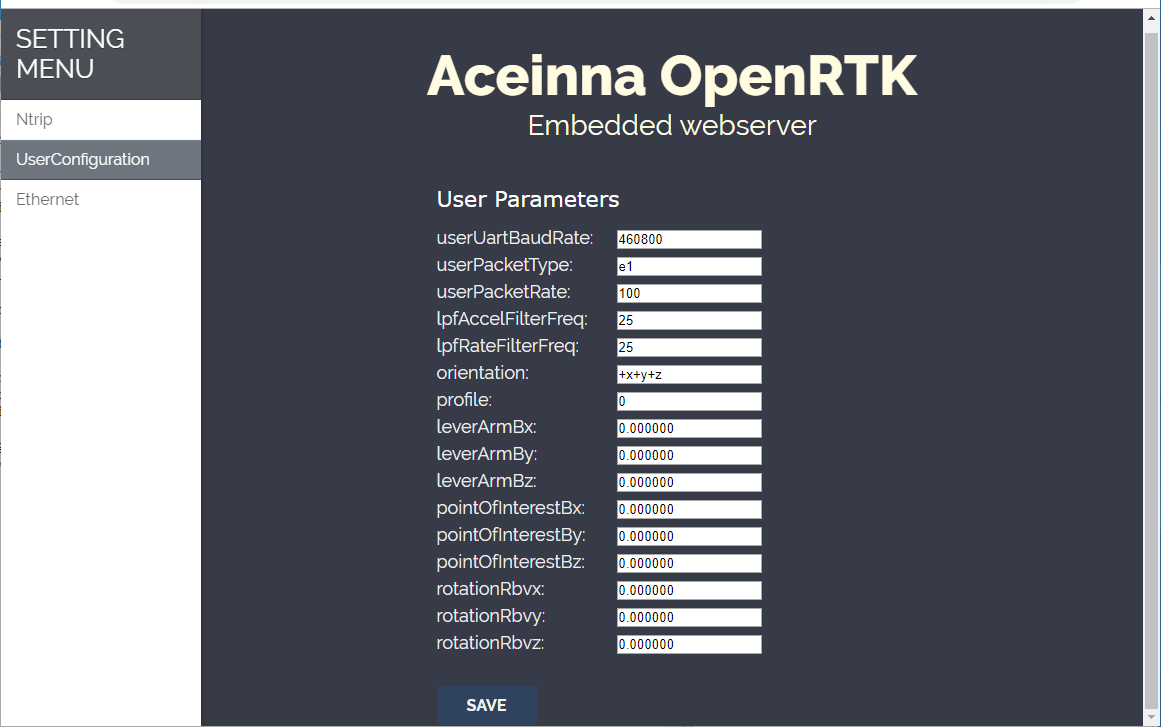 SETTING
MENU
Ntrip
UserConfiguration
Ethernet
Aceinna OpenRTK
Embedded webserver
User Parameters
userUartBaudRate: 460800
userPacketType: e1
userPacketRate: 100
lpfAccelFilterFreq: 25
lpfRateFilterFreq: 25
orientation: +x+y+z
profile: 0
leverArmBx: 0.000000
leverArmBy: 0.000000
leverArmBz: 0.000000
pointOfInterestBx: 0.000000
pointOfInterestBy: 0.000000
pointOfInterestBz: 0.000000
rotationRbvx: 0.000000
rotationRbvy: 0.000000
rotationRbvz: 0.000000
SAVE